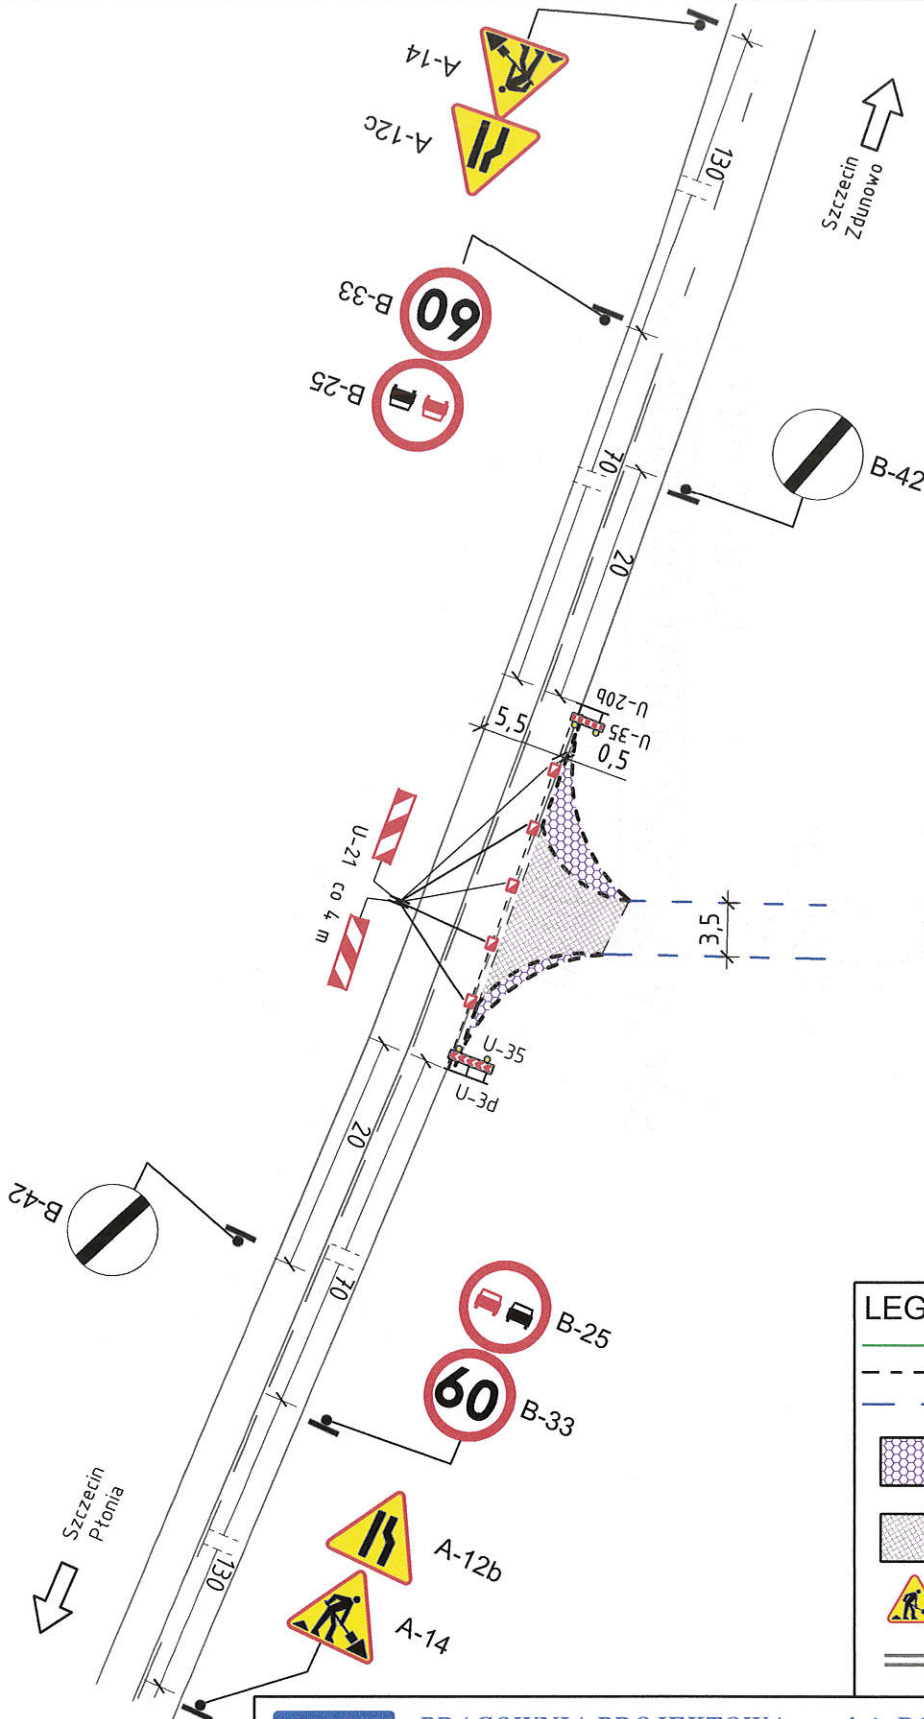 A-14
A-12c
130
Szczecin
Zdunowo
B-33
60
B-25
B-42
70
20
U-20b
U-35
5,5
0,5
U-21 co 4 m
3,5
U-35
U-3d
20
B-42
70
B-25
60
B-33
Szczecin
Płonia
130
A-12b
A-14
LEG